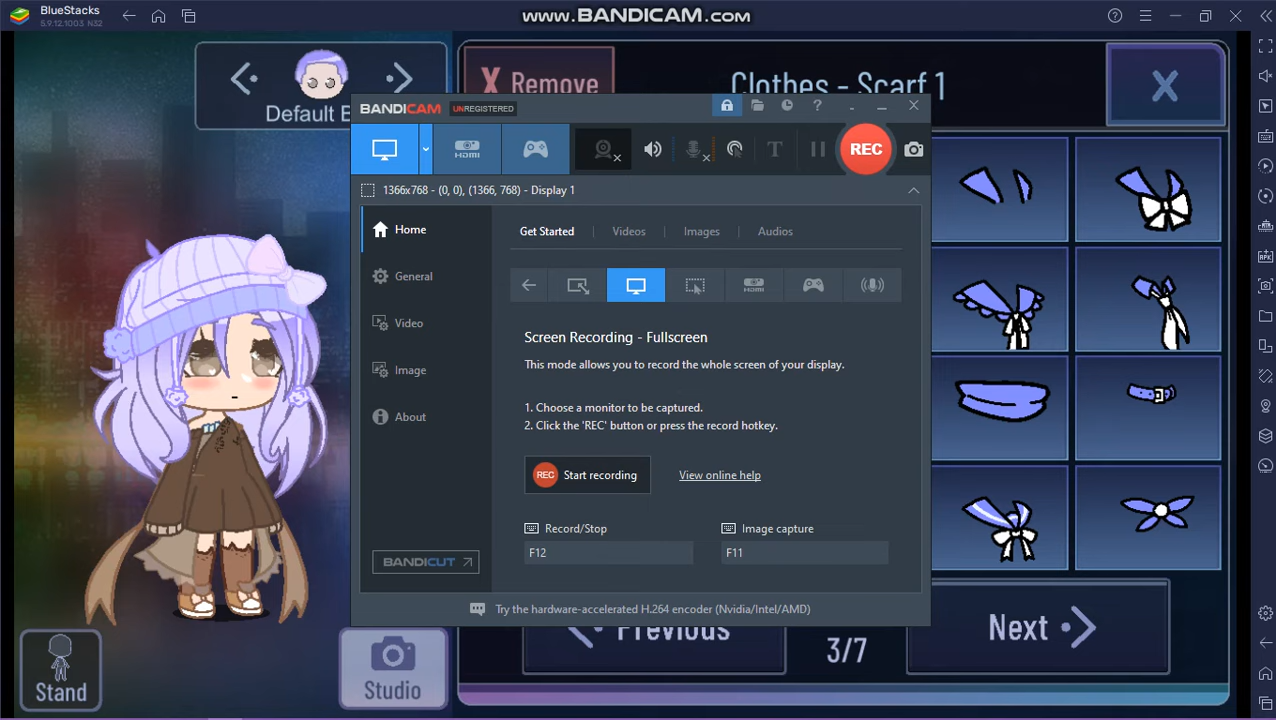 BlueStacks
5.9.12.1003 N32
www.BANDICAM.com
Default B
X Remove
Clothes - Scarf 1
X
BANDICAM UNREGISTERED
HDMI
T
REC
1366x768 - (0, 0), (1366, 768) - Display 1
Home
General
Video
Image
About
BANDICUT
Get Started
Videos
Images
Audios
HDMI
Screen Recording - Fullscreen
This mode allows you to record the whole screen of your display.
1. Choose a monitor to be captured.
2. Click the 'REC' button or press the record hotkey.
REC Start recording
View online help
Record/Stop
F12
Image capture
F11
Try the hardware-accelerated H.264 encoder (Nvidia/Intel/AMD)
Stand
Studio
Previous
3/7
Next